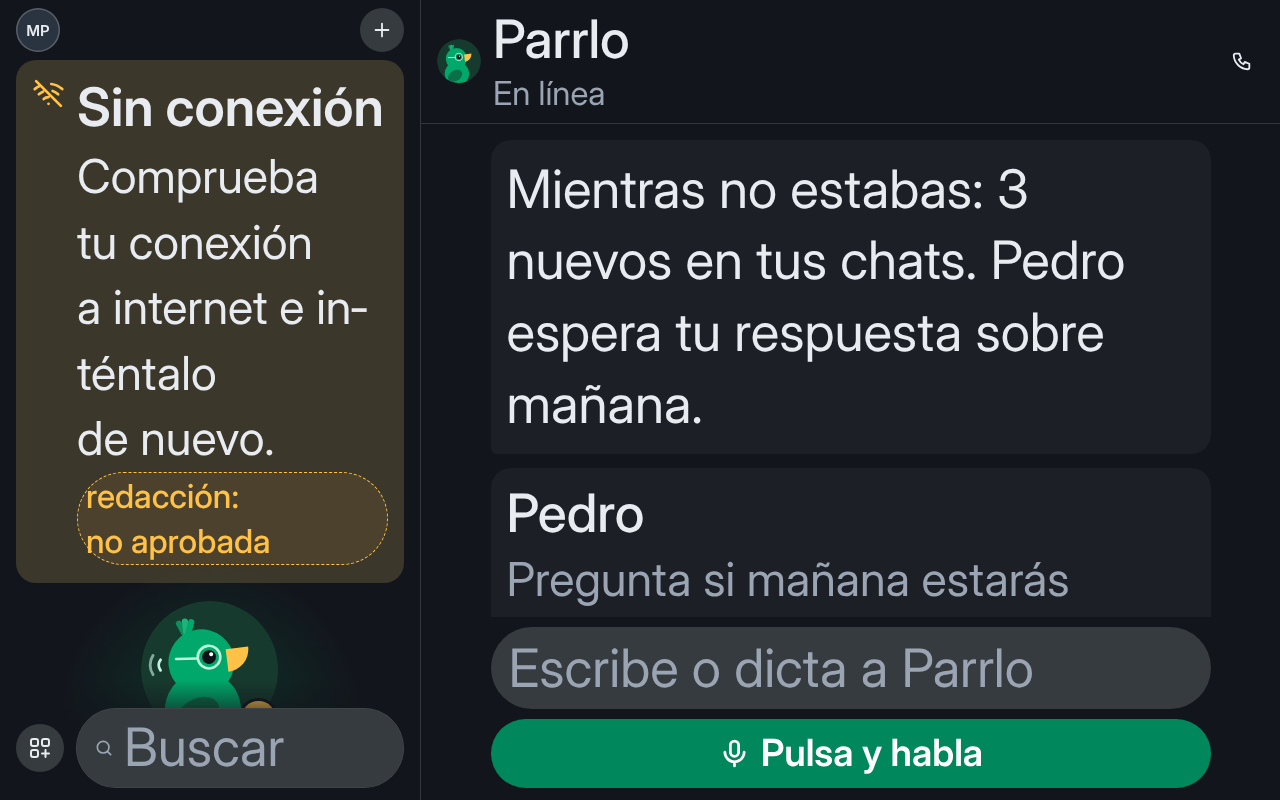 MP
Sin conexión
Comprueba
tu conexión
a internet e in-
téntalo
de nuevo.
redacción:
no aprobada
Buscar
Parrlo
En línea
Mientras no estabas: 3
nuevos en tus chats. Pedro
espera tu respuesta sobre
mañana.
Pedro
Pregunta si mañana estarás
Escribe o dicta a Parrlo
Pulsa y habla